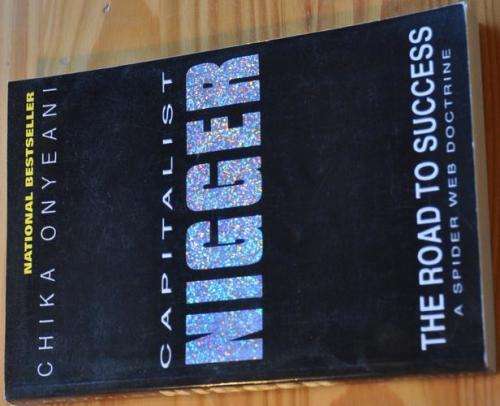 NATIONAL BESTSELLER
CHIKA ONYEANI
CAPITALIST
NIGGER
THE ROAD TO SUCCESS
A SPIDER WEB DOCTRINE